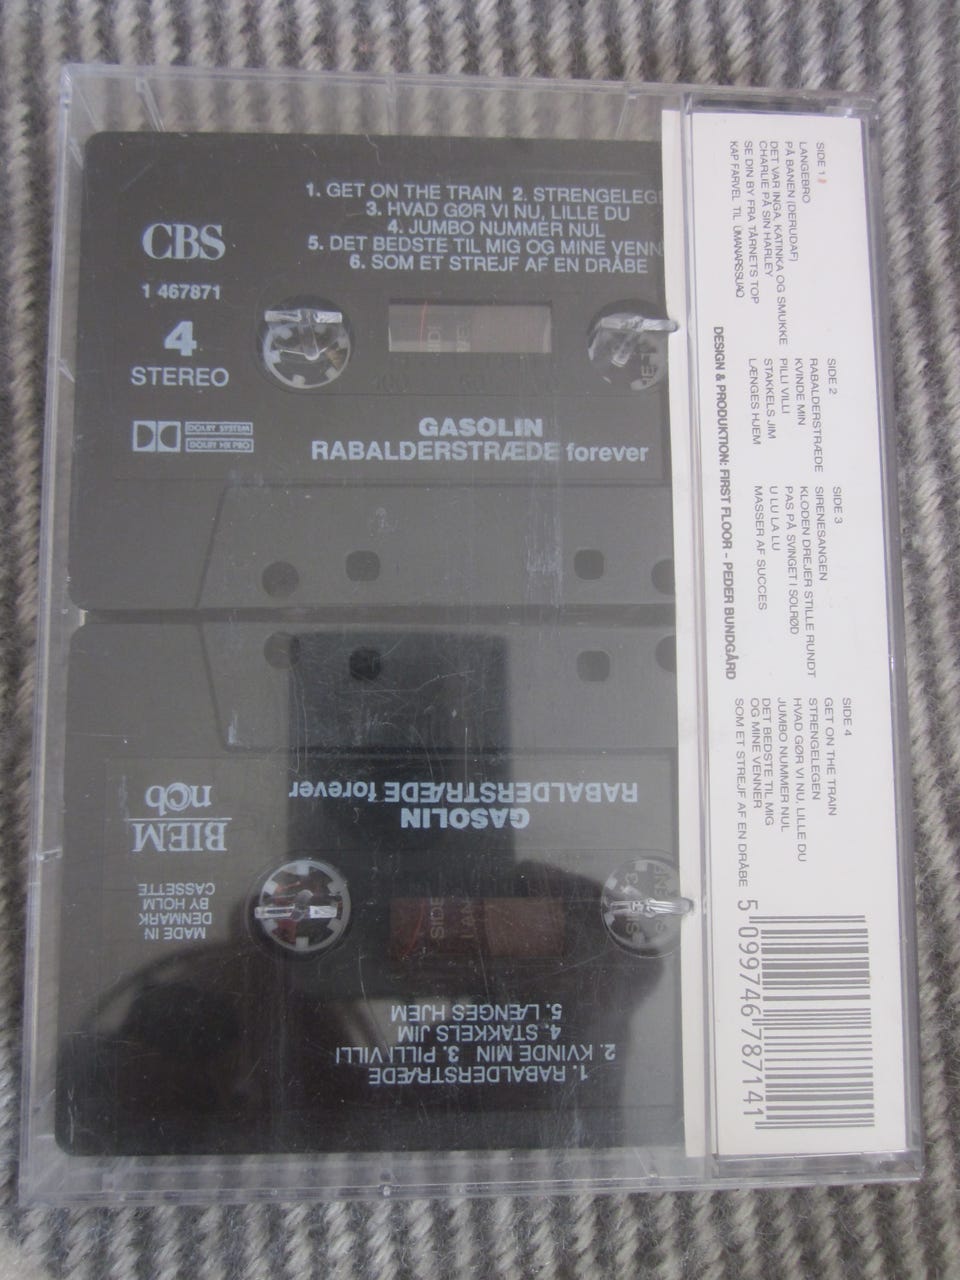 1. GET ON THE TRAIN 2. STRENGELEGE
3. HVAD GØR VI NU, LILLE DU
4. JUMBO NUMMER NUL
5. DET BEDSTE TIL MIG OG MINE VENN
6. SOM ET STREJF AF EN DRÅBE
CBS
1 467871
4
STEREO
DOLBY SYSTEM
DOLBY HX PRO
GASOLIN
RABALDERSTRÆDE forever
GASOLIN
RABALDERSTRÆDE forever
BIEM
ncb
MADE IN
DENMARK
BY HOLM
CASSETTE
1. RABALDERSTRÆDE
2. KVINDE MIN 3. PILLI VILLI
4. STAKKELS JIM
5. LÆNGES HJEM
SIDE 1
LANGEBRO
PÅ BANEN (DERUDAF)
DET VAR INGA, KATINKA OG SMUKKE
CHARLIE PÅ SIN HARLEY
SE DIN BY FRA TÅRNETS TOP
KAP FARVEL TIL ÜMANARSSUAQ
SIDE 2
RABALDERSTRÆDE
KVINDE MIN
PILLI VILLI
STAKKELS JIM
LÆNGES HJEM
SIDE 3
SIRENESANGEN
KLODEN DREJER STILLE RUNDT
PAS PÅ SVINGET I SOLRØD
U LU LA LU
MASSER AF SUCCES
SIDE 4
GET ON THE TRAIN
STRENGELEGEN
HVAD GØR VI NU, LILLE DU
JUMBO NUMMER NUL
DET BEDSTE TIL MIG
OG MINE VENNER
SOM ET STREJF AF EN DRÅBE
DESIGN & PRODUKTION: FIRST FLOOR - PEDER BUNDGÅRD
5 099746 787141